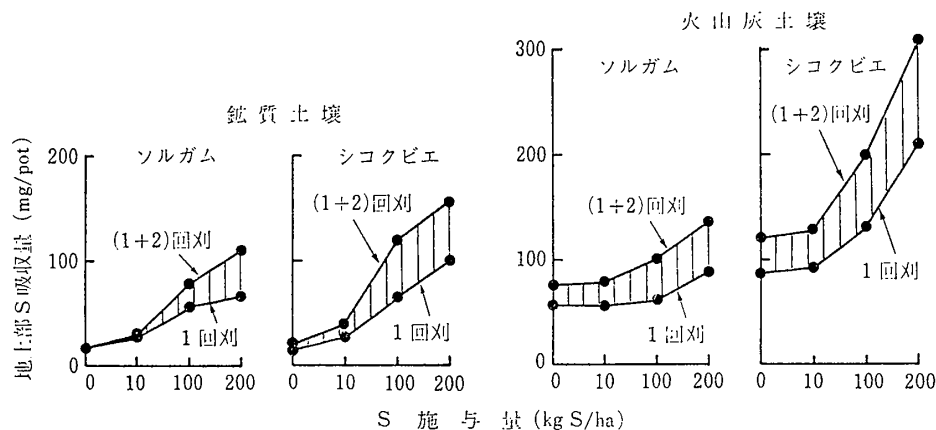 火山灰土壌
300
ソルガム
シコクビエ
(1+2)回刈
鉱質土壌
200
ソルガム
シコクビエ
200
(1+2)回刈
(1+2)回刈
(1+2)回刈
100
100
1回刈
1回刈
1回刈
1回刈
0
0
0 10 100 200
0 10 100 200
0 10 100 200
0 10 100 200
地上部S吸収量 (mg/pot)
S 施与量 (kg S/ha)